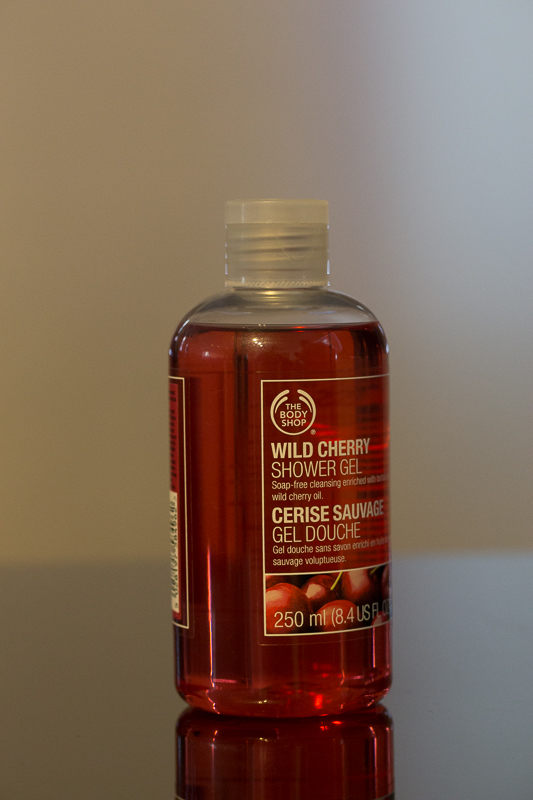 THE
BODY
SHOP
®
WILD CHERRY
SHOWER GEL
Soap-free cleansing enriched with
wild cherry oil.
CERISE SAUVAGE
GEL DOUCHE
Gel douche sans savon enrichi en
sauvage voluptueuse.
250 ml (8.4 US FL